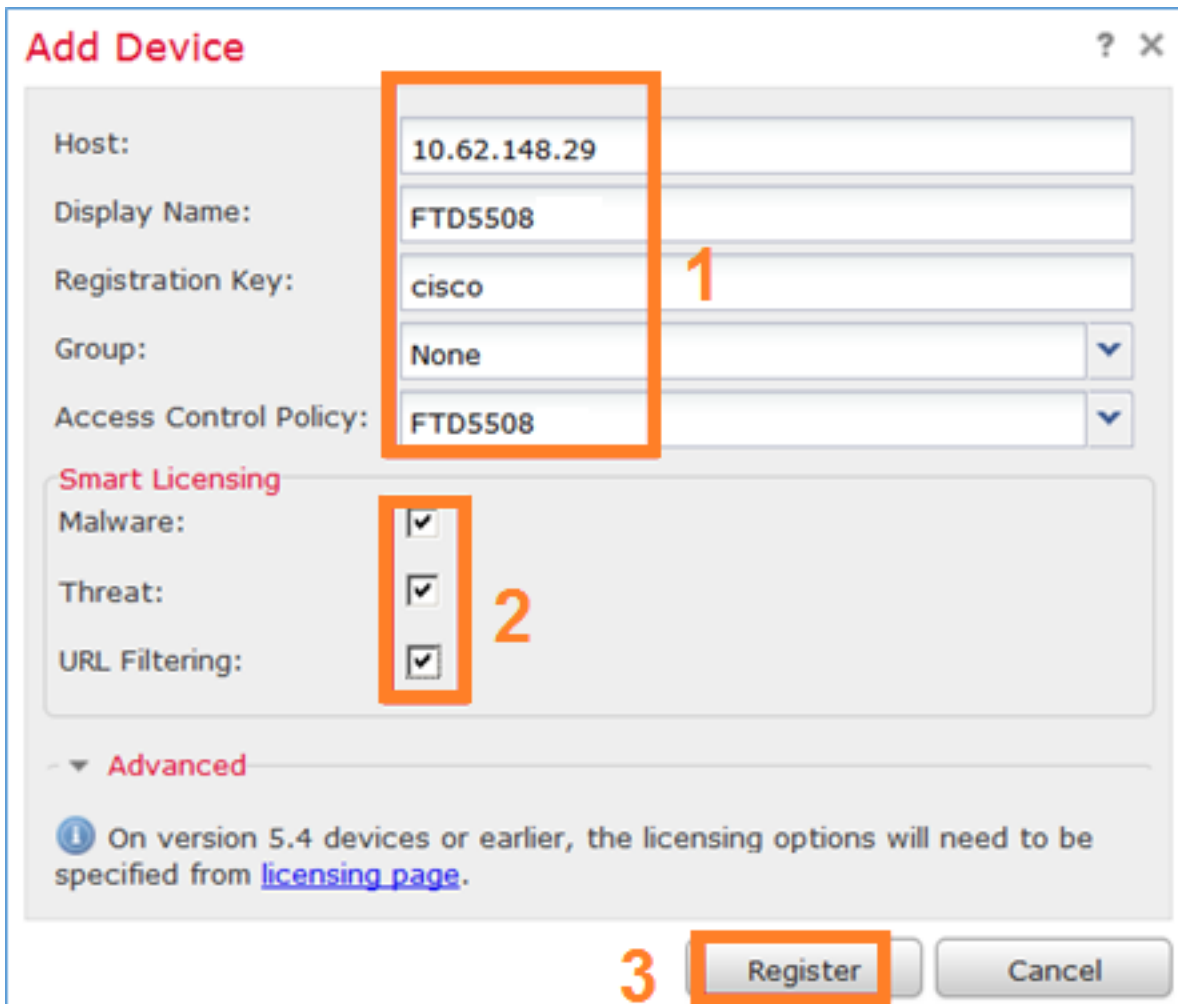 Add Device ? ×
Host: 10.62.148.29
Display Name: FTD5508
Registration Key: cisco
1
Group: None
Access Control Policy: FTD5508
Smart Licensing
Malware:
Threat:
2
URL Filtering:
Advanced
On version 5.4 devices or earlier, the licensing options will need to be
specified from licensing page.
3 Register Cancel